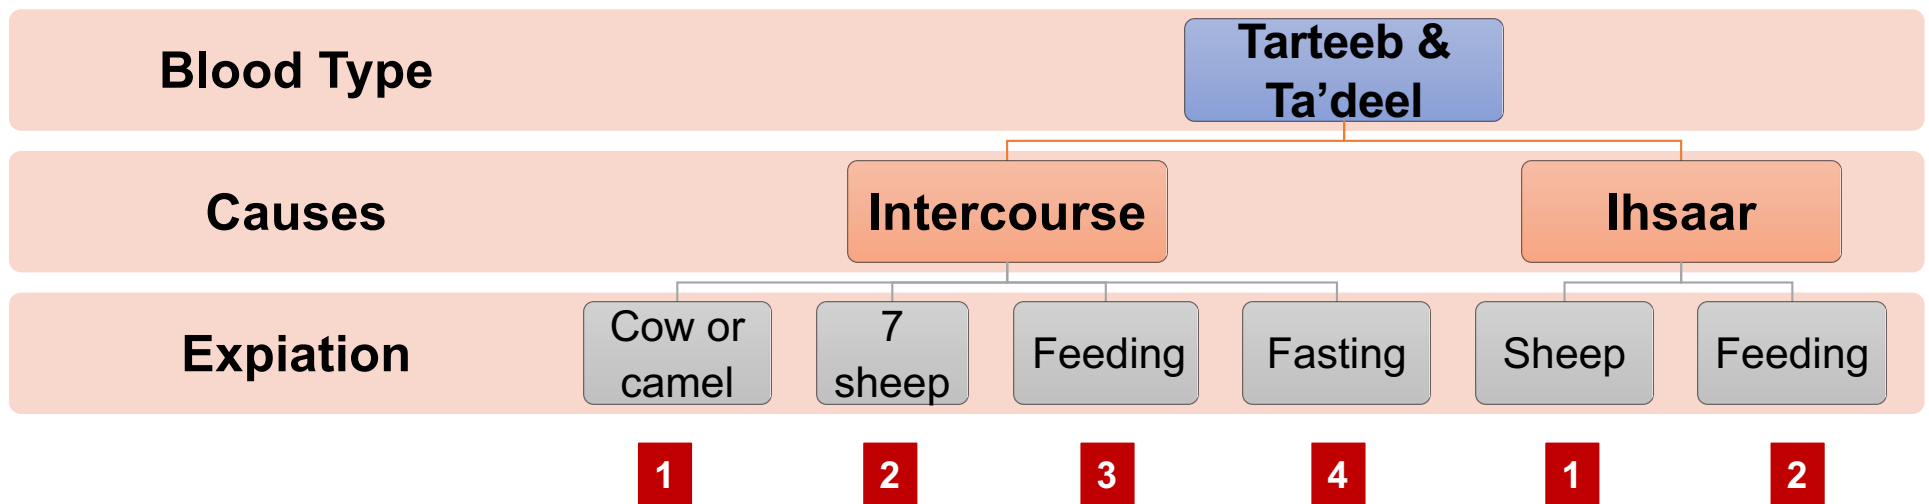 Blood Type
Tarteeb &
Ta’deel
Causes
Intercourse
Ihsaar
Expiation
Cow or
camel
7
sheep
Feeding
Fasting
Sheep
Feeding
1
2
3
4
1
2